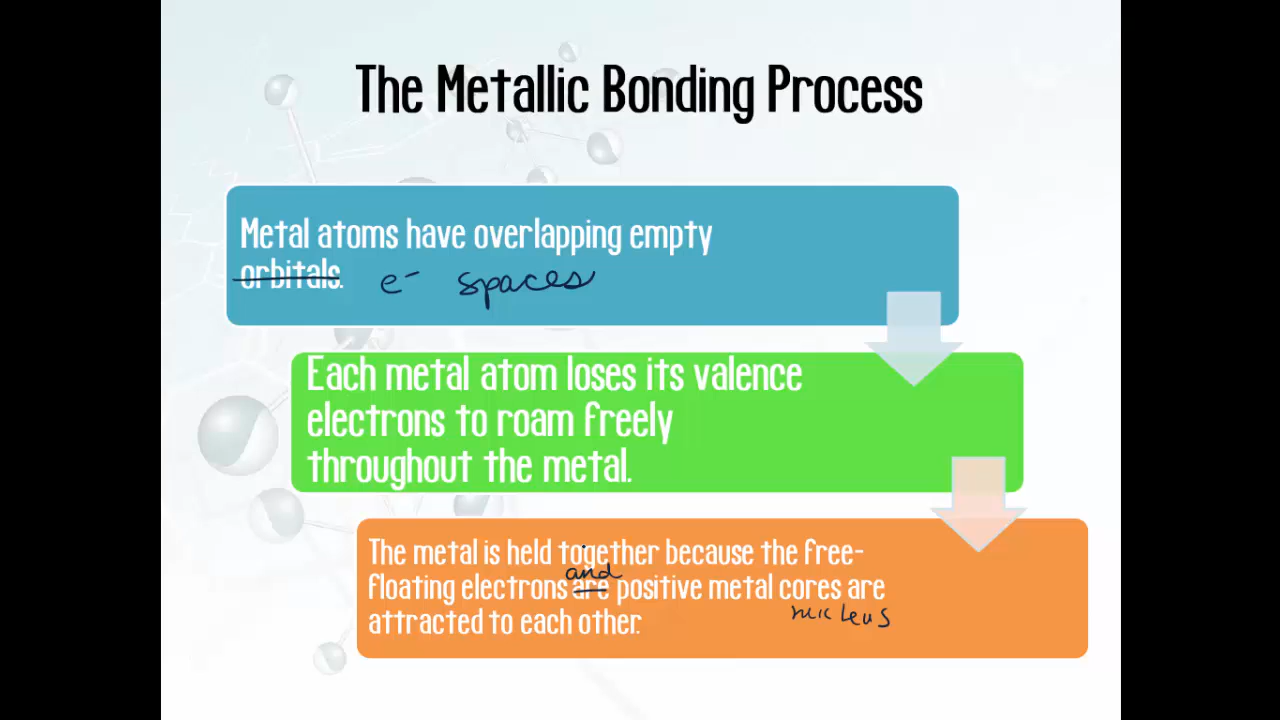 The Metallic Bonding Process
Metal atoms have overlapping empty
orbitals. e⁻ spaces
Each metal atom loses its valence
electrons to roam freely
throughout the metal.
The metal is held together because the free-
and
floating electrons are positive metal cores are
nucleus
attracted to each other.